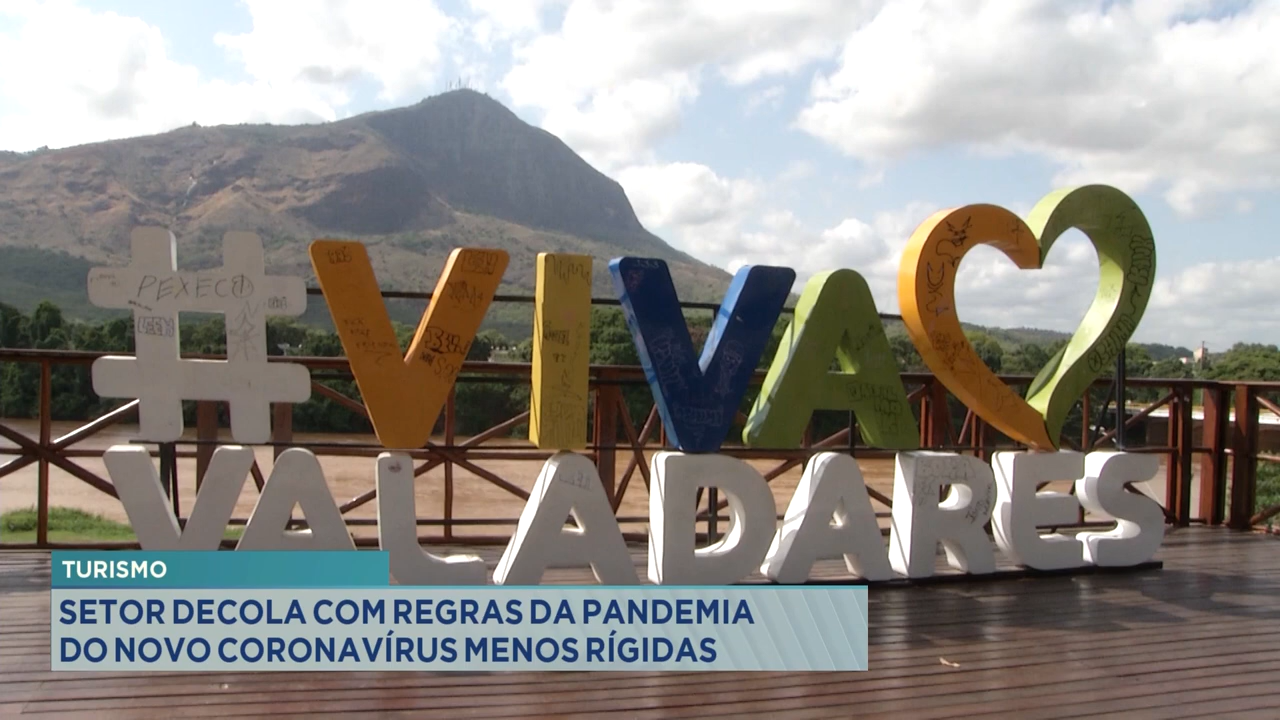 PEXECO
#VIVA
VALADARES
TURISMO
SETOR DECOLA COM REGRAS DA PANDEMIA
DO NOVO CORONAVÍRUS MENOS RÍGIDAS